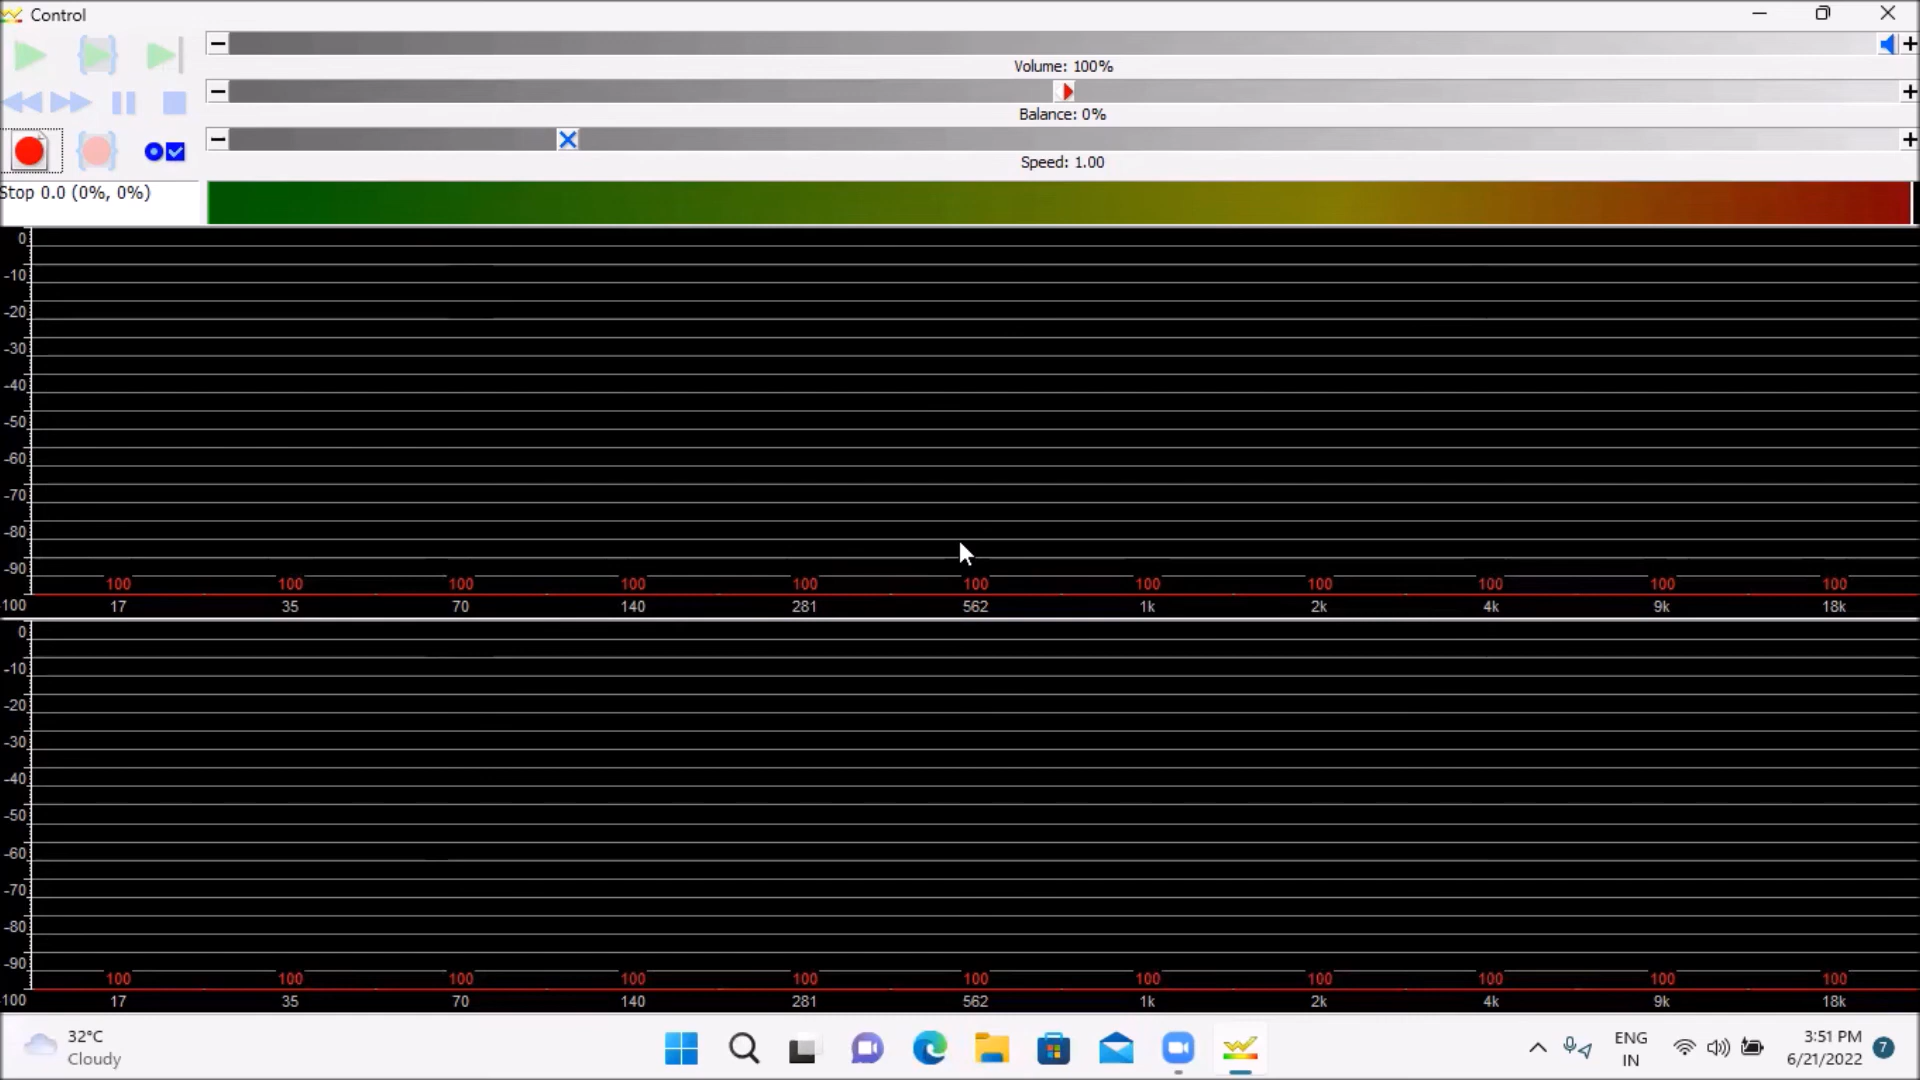 Control
Volume: 100%
Balance: 0%
Speed: 1.00
Stop 0.0 (0%, 0%)
0
-10
-20
-30
-40
-50
-60
-70
-80
-90
100 100 100 100 100 100 100 100 100 100 100
-100 17 35 70 140 281 562 1k 2k 4k 9k 18k
0
-10
-20
-30
-40
-50
-60
-70
-80
-90
100 100 100 100 100 100 100 100 100 100 100
-100 17 35 70 140 281 562 1k 2k 4k 9k 18k
32°C
Cloudy
ENG
IN
3:51 PM
6/21/2022
7